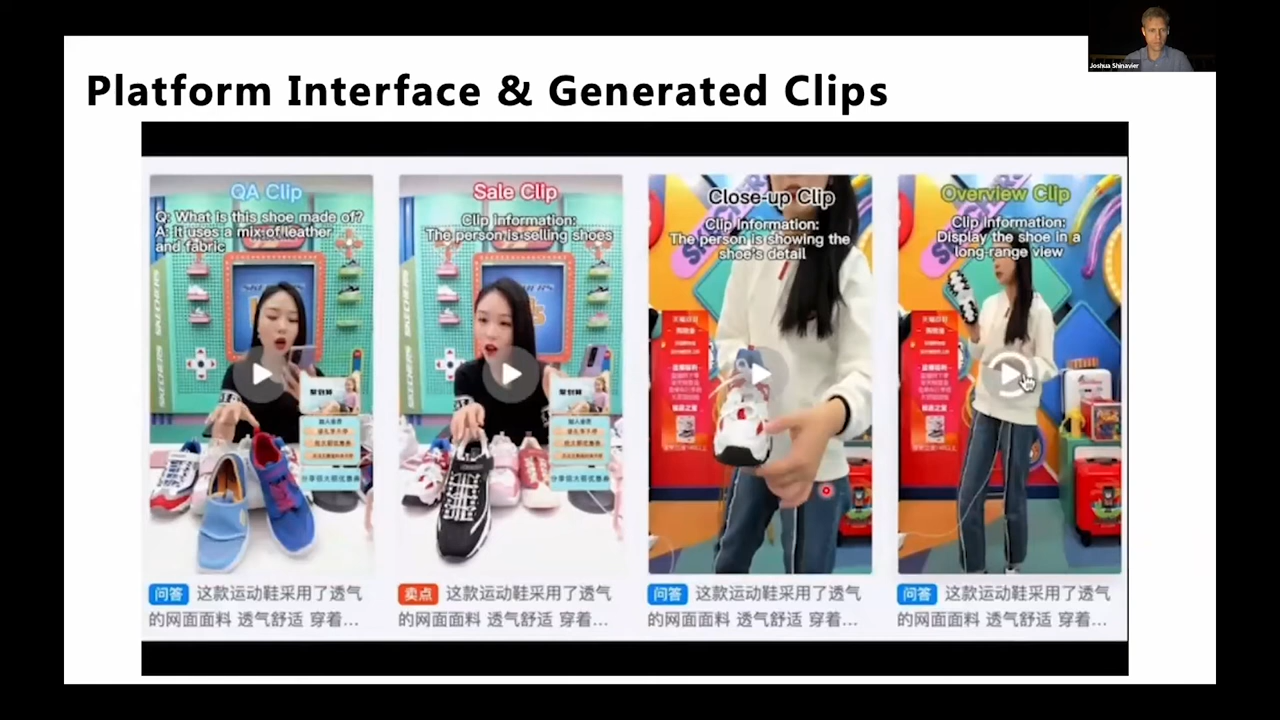 Joshua Shinavier
Platform Interface & Generated Clips
QA Clip
Q: What is this shoe made of?
A: It uses a mix of leather
and fabric
SKECHERS
问答 这款运动鞋采用了透气
的网面面料 透气舒适 穿着...
Sale Clip
Clip Information:
The person is selling shoes
SKECHERS
卖点 这款运动鞋采用了透气
的网面面料 透气舒适 穿着...
Close-up Clip
Clip Information:
The person is showing the
shoe's detail
问答 这款运动鞋采用了透气
的网面面料 透气舒适 穿着...
Overview Clip
Clip Information:
Display the shoe in a
long-range view
问答 这款运动鞋采用了透气
的网面面料 透气舒适 穿着...